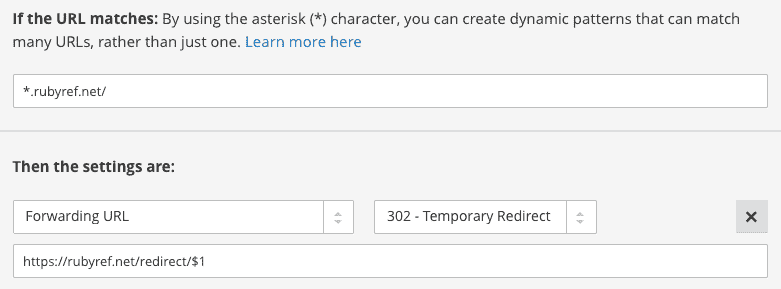 If the URL matches: By using the asterisk (*) character, you can create dynamic patterns that can match
many URLs, rather than just one. Learn more here
*.rubyref.net/
Then the settings are:
Forwarding URL 302 - Temporary Redirect
https://rubyref.net/redirect/$1